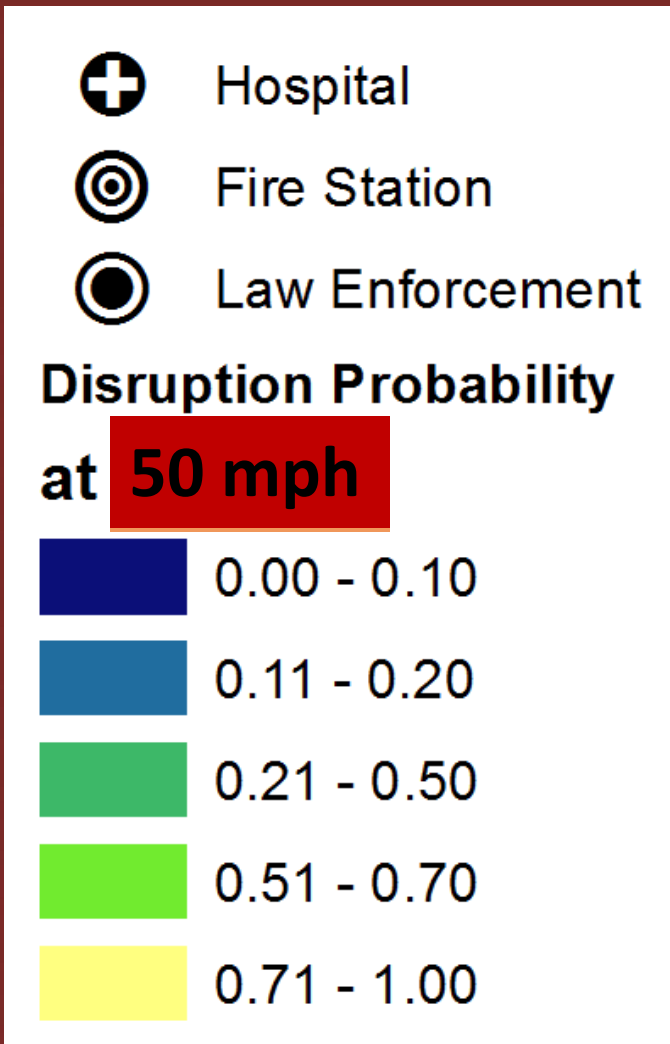 Hospital
Fire Station
Law Enforcement
Disruption Probability
at 50 mph
0.00 - 0.10
0.11 - 0.20
0.21 - 0.50
0.51 - 0.70
0.71 - 1.00